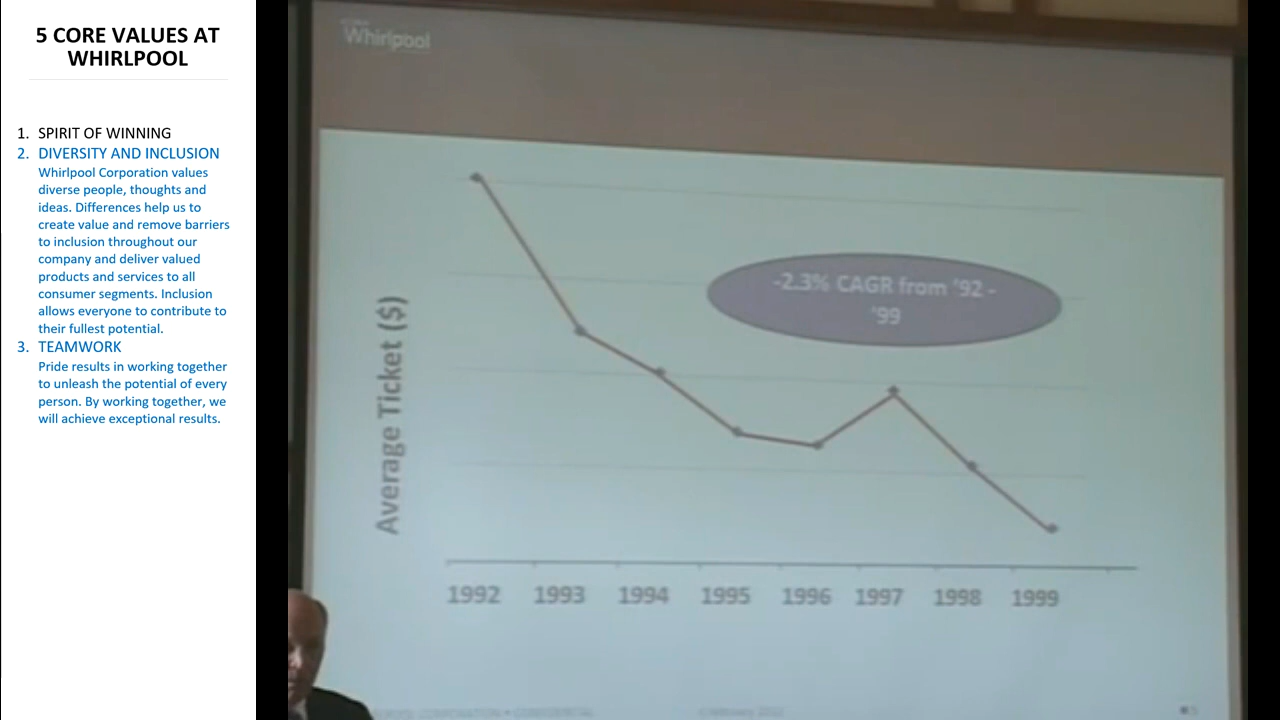 5 CORE VALUES AT
WHIRLPOOL
1. SPIRIT OF WINNING
2. DIVERSITY AND INCLUSION
Whirlpool Corporation values
diverse people, thoughts and
ideas. Differences help us to
create value and remove barriers
to inclusion throughout our
company and deliver valued
products and services to all
consumer segments. Inclusion
allows everyone to contribute to
their fullest potential.
3. TEAMWORK
Pride results in working together
to unleash the potential of every
person. By working together, we
will achieve exceptional results.
Whirlpool
-2.3% CAGR from '92 -
'99
Average Ticket ($)
1992 1993 1994 1995 1996 1997 1998 1999
CORPORATION • CONFIDENTIAL